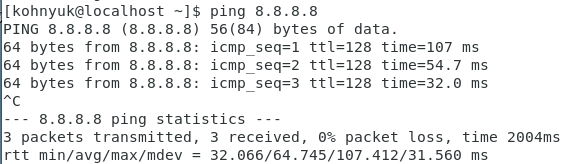 [kohnyuk@localhost ~]$ ping 8.8.8.8
PING 8.8.8.8 (8.8.8.8) 56(84) bytes of data.
64 bytes from 8.8.8.8: icmp_seq=1 ttl=128 time=107 ms
64 bytes from 8.8.8.8: icmp_seq=2 ttl=128 time=54.7 ms
64 bytes from 8.8.8.8: icmp_seq=3 ttl=128 time=32.0 ms
^C
--- 8.8.8.8 ping statistics ---
3 packets transmitted, 3 received, 0% packet loss, time 2004ms
rtt min/avg/max/mdev = 32.066/64.745/107.412/31.560 ms